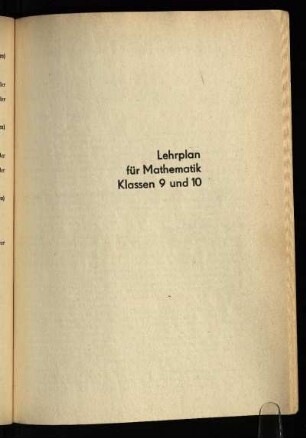 Lehrplan
für Mathematik
Klassen 9 und 10